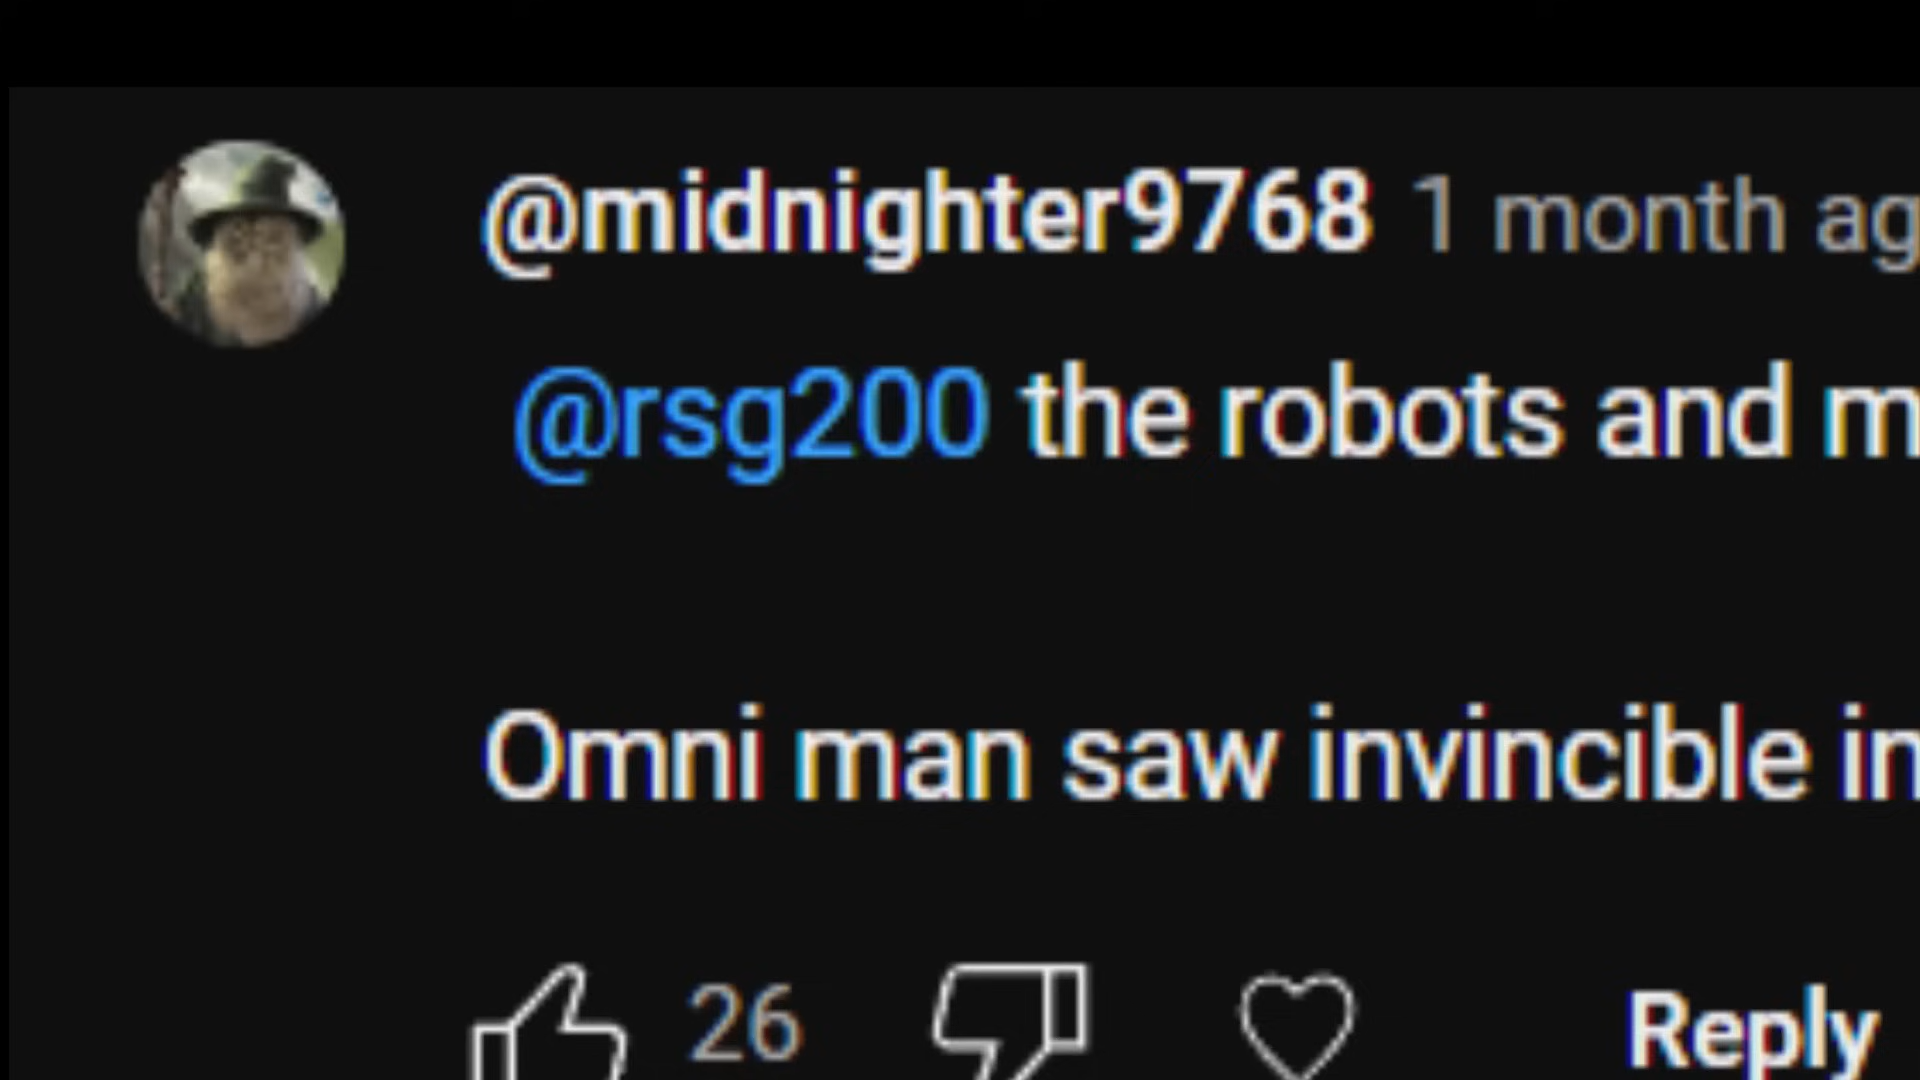 @midnighter9768 1 month ag
@rsg200 the robots and m
Omni man saw invincible in
26 Reply